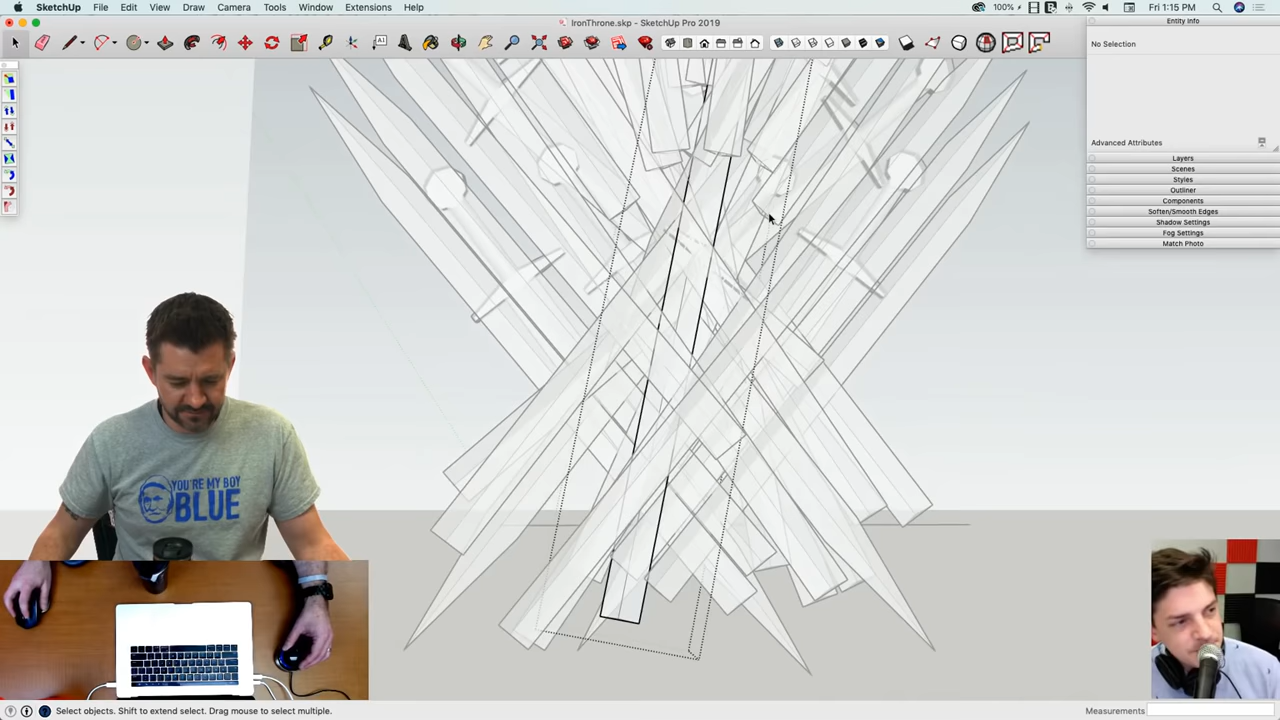 SketchUp File Edit View Draw Camera Tools Window Extensions Help
100% Fri 1:15 PM
IronThrone.skp - SketchUp Pro 2019
Entity Info
No Selection
Advanced Attributes
Layers
Scenes
Styles
Outliner
Components
Soften/Smooth Edges
Shadow Settings
Fog Settings
Match Photo
YOU'RE MY BOY
BLUE
Select objects. Shift to extend select. Drag mouse to select multiple.
Measurements